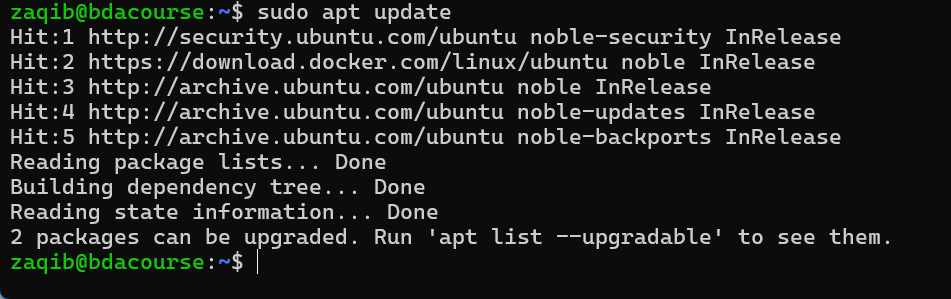 zaqib@bdacourse:~$ sudo apt update
Hit:1 http://security.ubuntu.com/ubuntu noble-security InRelease
Hit:2 https://download.docker.com/linux/ubuntu noble InRelease
Hit:3 http://archive.ubuntu.com/ubuntu noble InRelease
Hit:4 http://archive.ubuntu.com/ubuntu noble-updates InRelease
Hit:5 http://archive.ubuntu.com/ubuntu noble-backports InRelease
Reading package lists... Done
Building dependency tree... Done
Reading state information... Done
2 packages can be upgraded. Run 'apt list --upgradable' to see them.
zaqib@bdacourse:~$